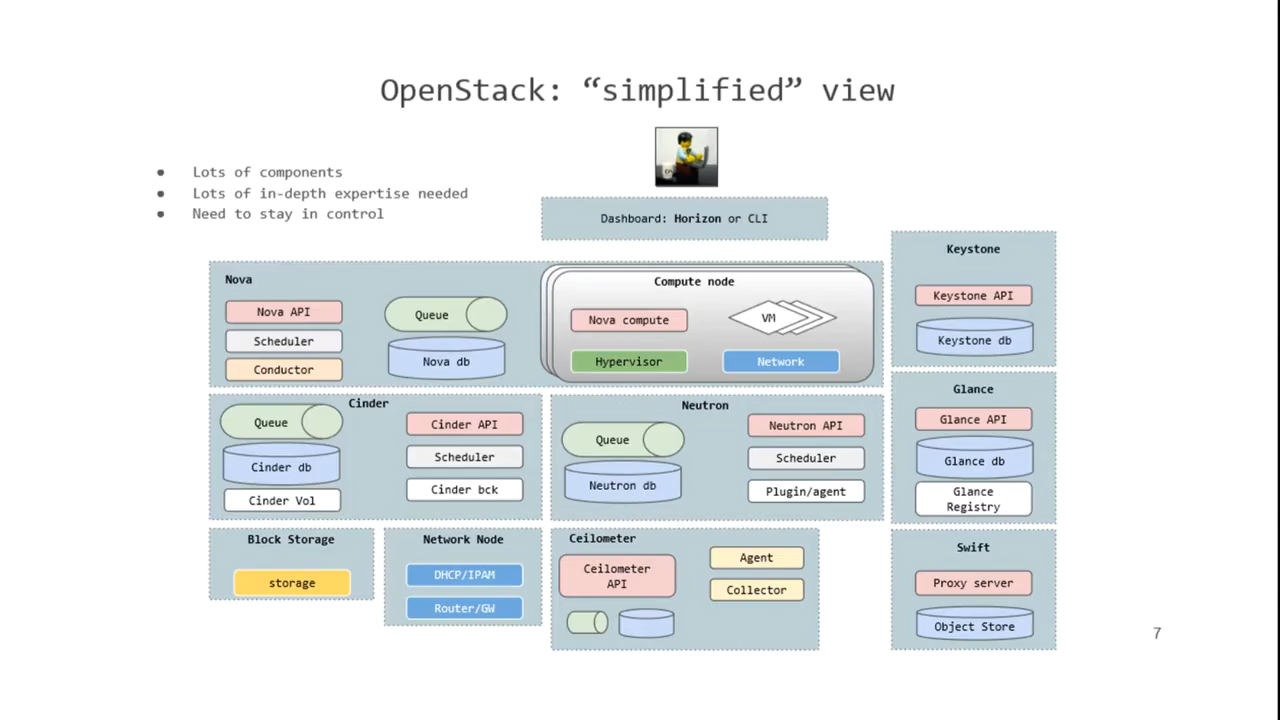 OpenStack: “simplified” view
● Lots of components
● Lots of in-depth expertise needed
● Need to stay in control
Dashboard: Horizon or CLI
Nova
Nova API
Scheduler
Conductor
Queue
Nova db
Compute node
Nova compute
VM
Hypervisor
Network
Keystone
Keystone API
Keystone db
Cinder
Queue
Cinder db
Cinder Vol
Cinder API
Scheduler
Cinder bck
Neutron
Queue
Neutron db
Neutron API
Scheduler
Plugin/agent
Glance
Glance API
Glance db
Glance
Registry
Block Storage
storage
Network Node
DHCP/IPAM
Router/GW
Ceilometer
Ceilometer
API
Agent
Collector
Swift
Proxy server
Object Store
7